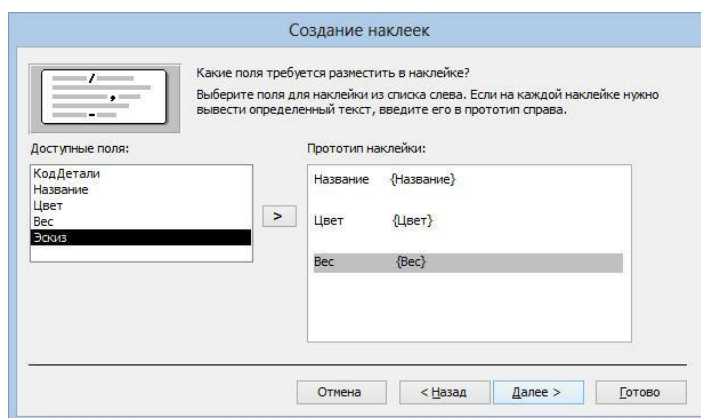 Создание наклеек
Какие поля требуется разместить в наклейке?
Выберите поля для наклейки из списка слева. Если на каждой наклейке нужно
вывести определенный текст, введите его в прототип справа.
Доступные поля:
КодДетали
Название
Цвет
Вес
Эскиз
>
Прототип наклейки:
Название {Название}
Цвет {Цвет}
Вес {Вес}
Отмена
< Назад
Далее >
Готово